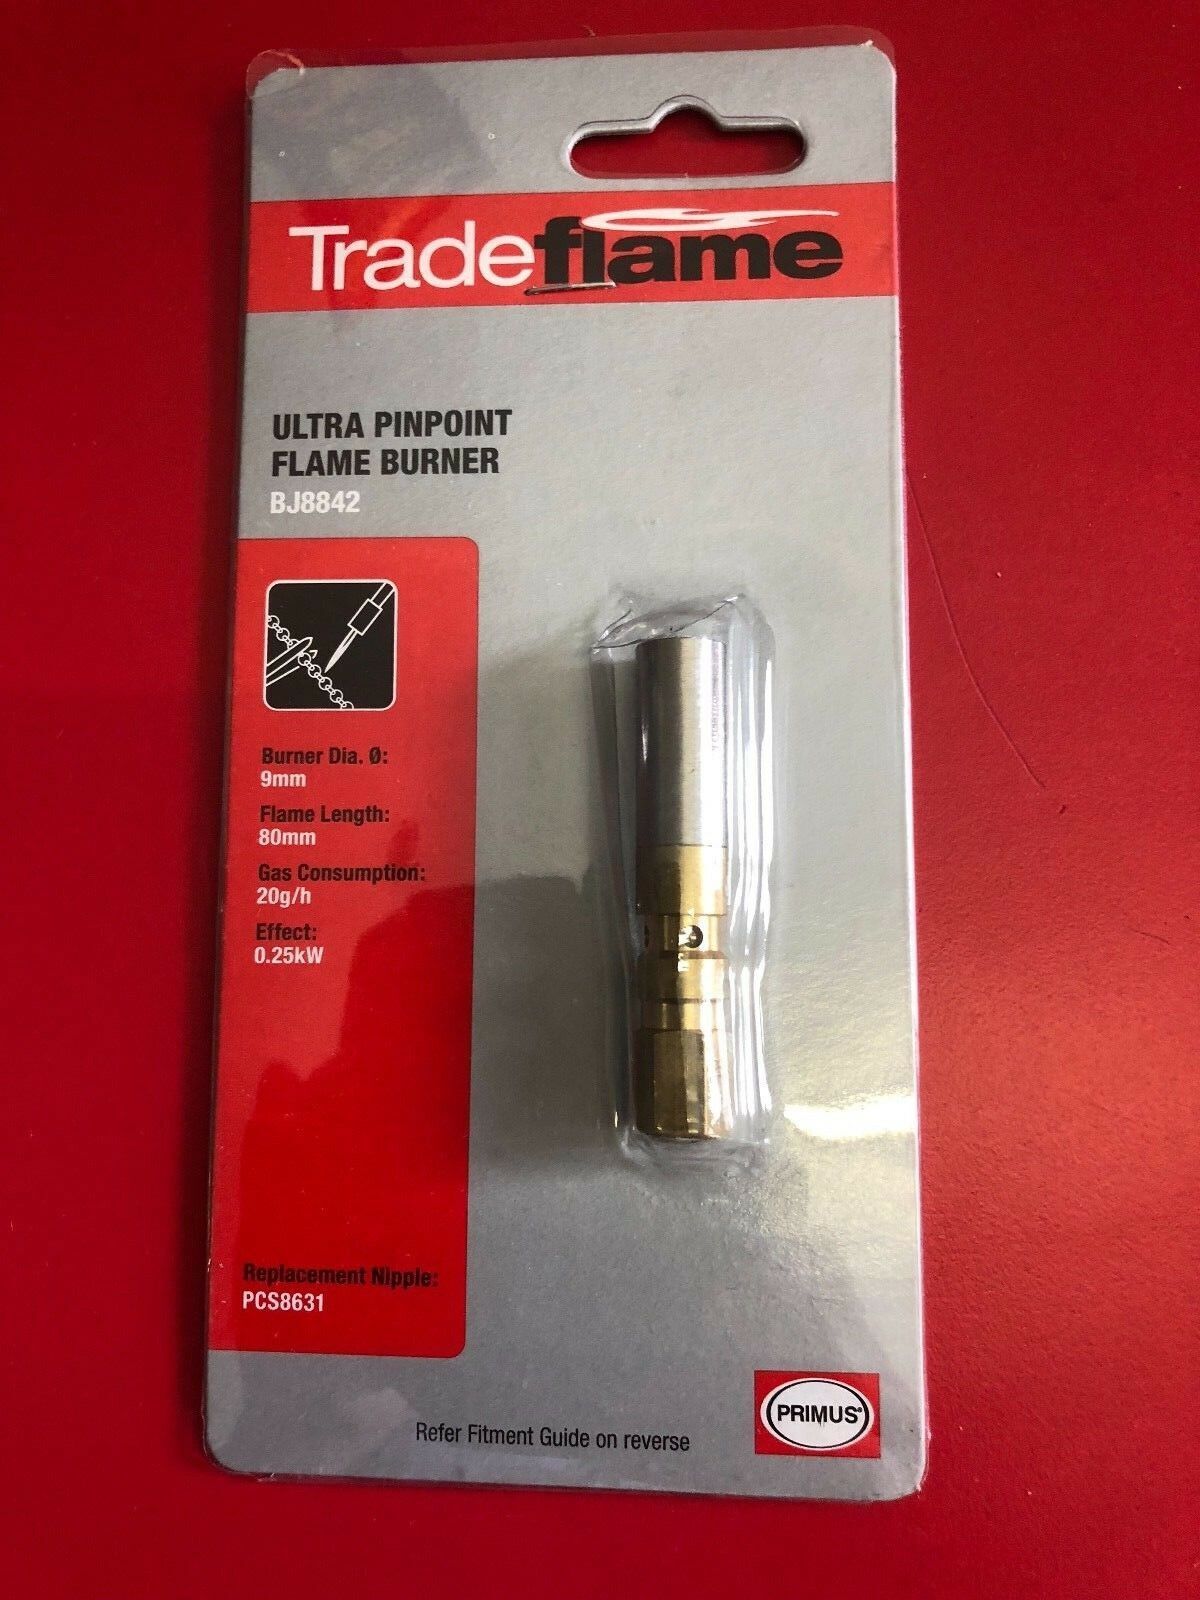 Tradeflame
ULTRA PINPOINT
FLAME BURNER
BJ8842
Burner Dia. Ø:
9mm
Flame Length:
80mm
Gas Consumption:
20g/h
Effect:
0.25kW
Replacement Nipple:
PCS8631
Refer Fitment Guide on reverse
PRIMUS®